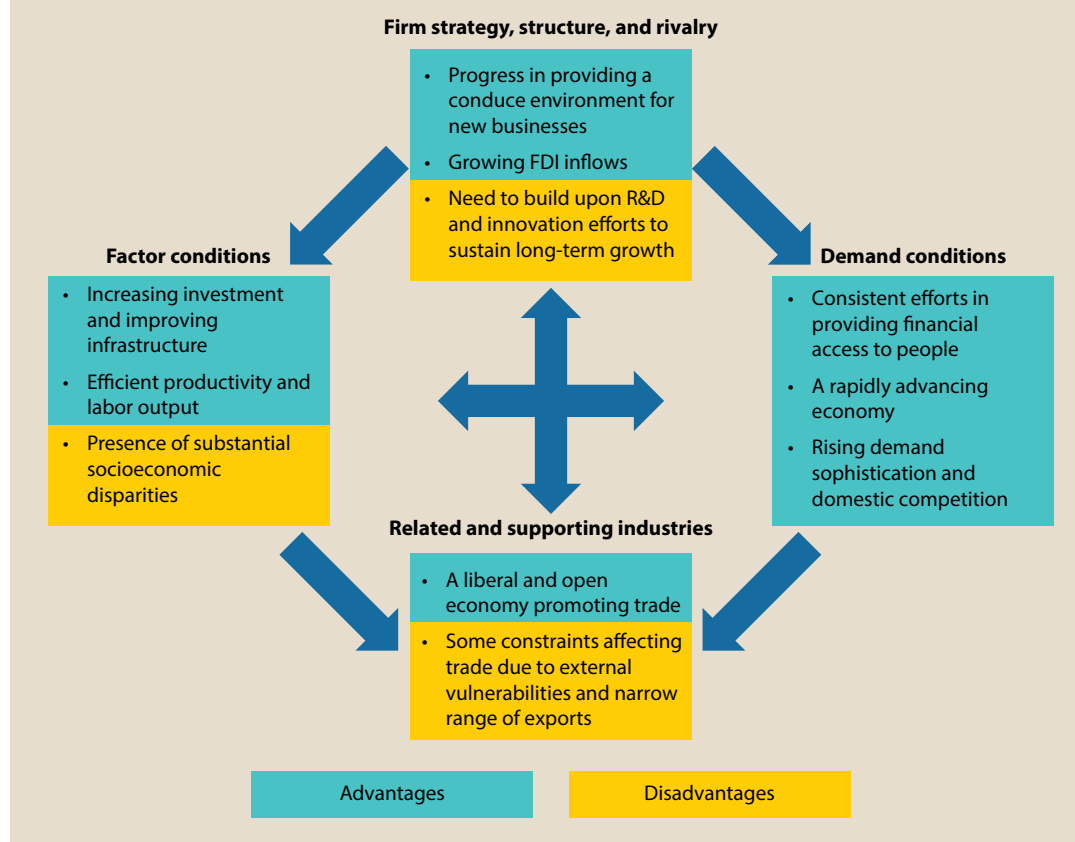 Firm strategy, structure, and rivalry
• Progress in providing a
conduce environment for
new businesses
• Growing FDI inflows
• Need to build upon R&D
and innovation efforts to
sustain long-term growth
Factor conditions
• Increasing investment
and improving
infrastructure
• Efficient productivity and
labor output
• Presence of substantial
socioeconomic
disparities
Demand conditions
• Consistent efforts in
providing financial
access to people
• A rapidly advancing
economy
• Rising demand
sophistication and
domestic competition
Related and supporting industries
• A liberal and open
economy promoting trade
• Some constraints affecting
trade due to external
vulnerabilities and narrow
range of exports
Advantages
Disadvantages